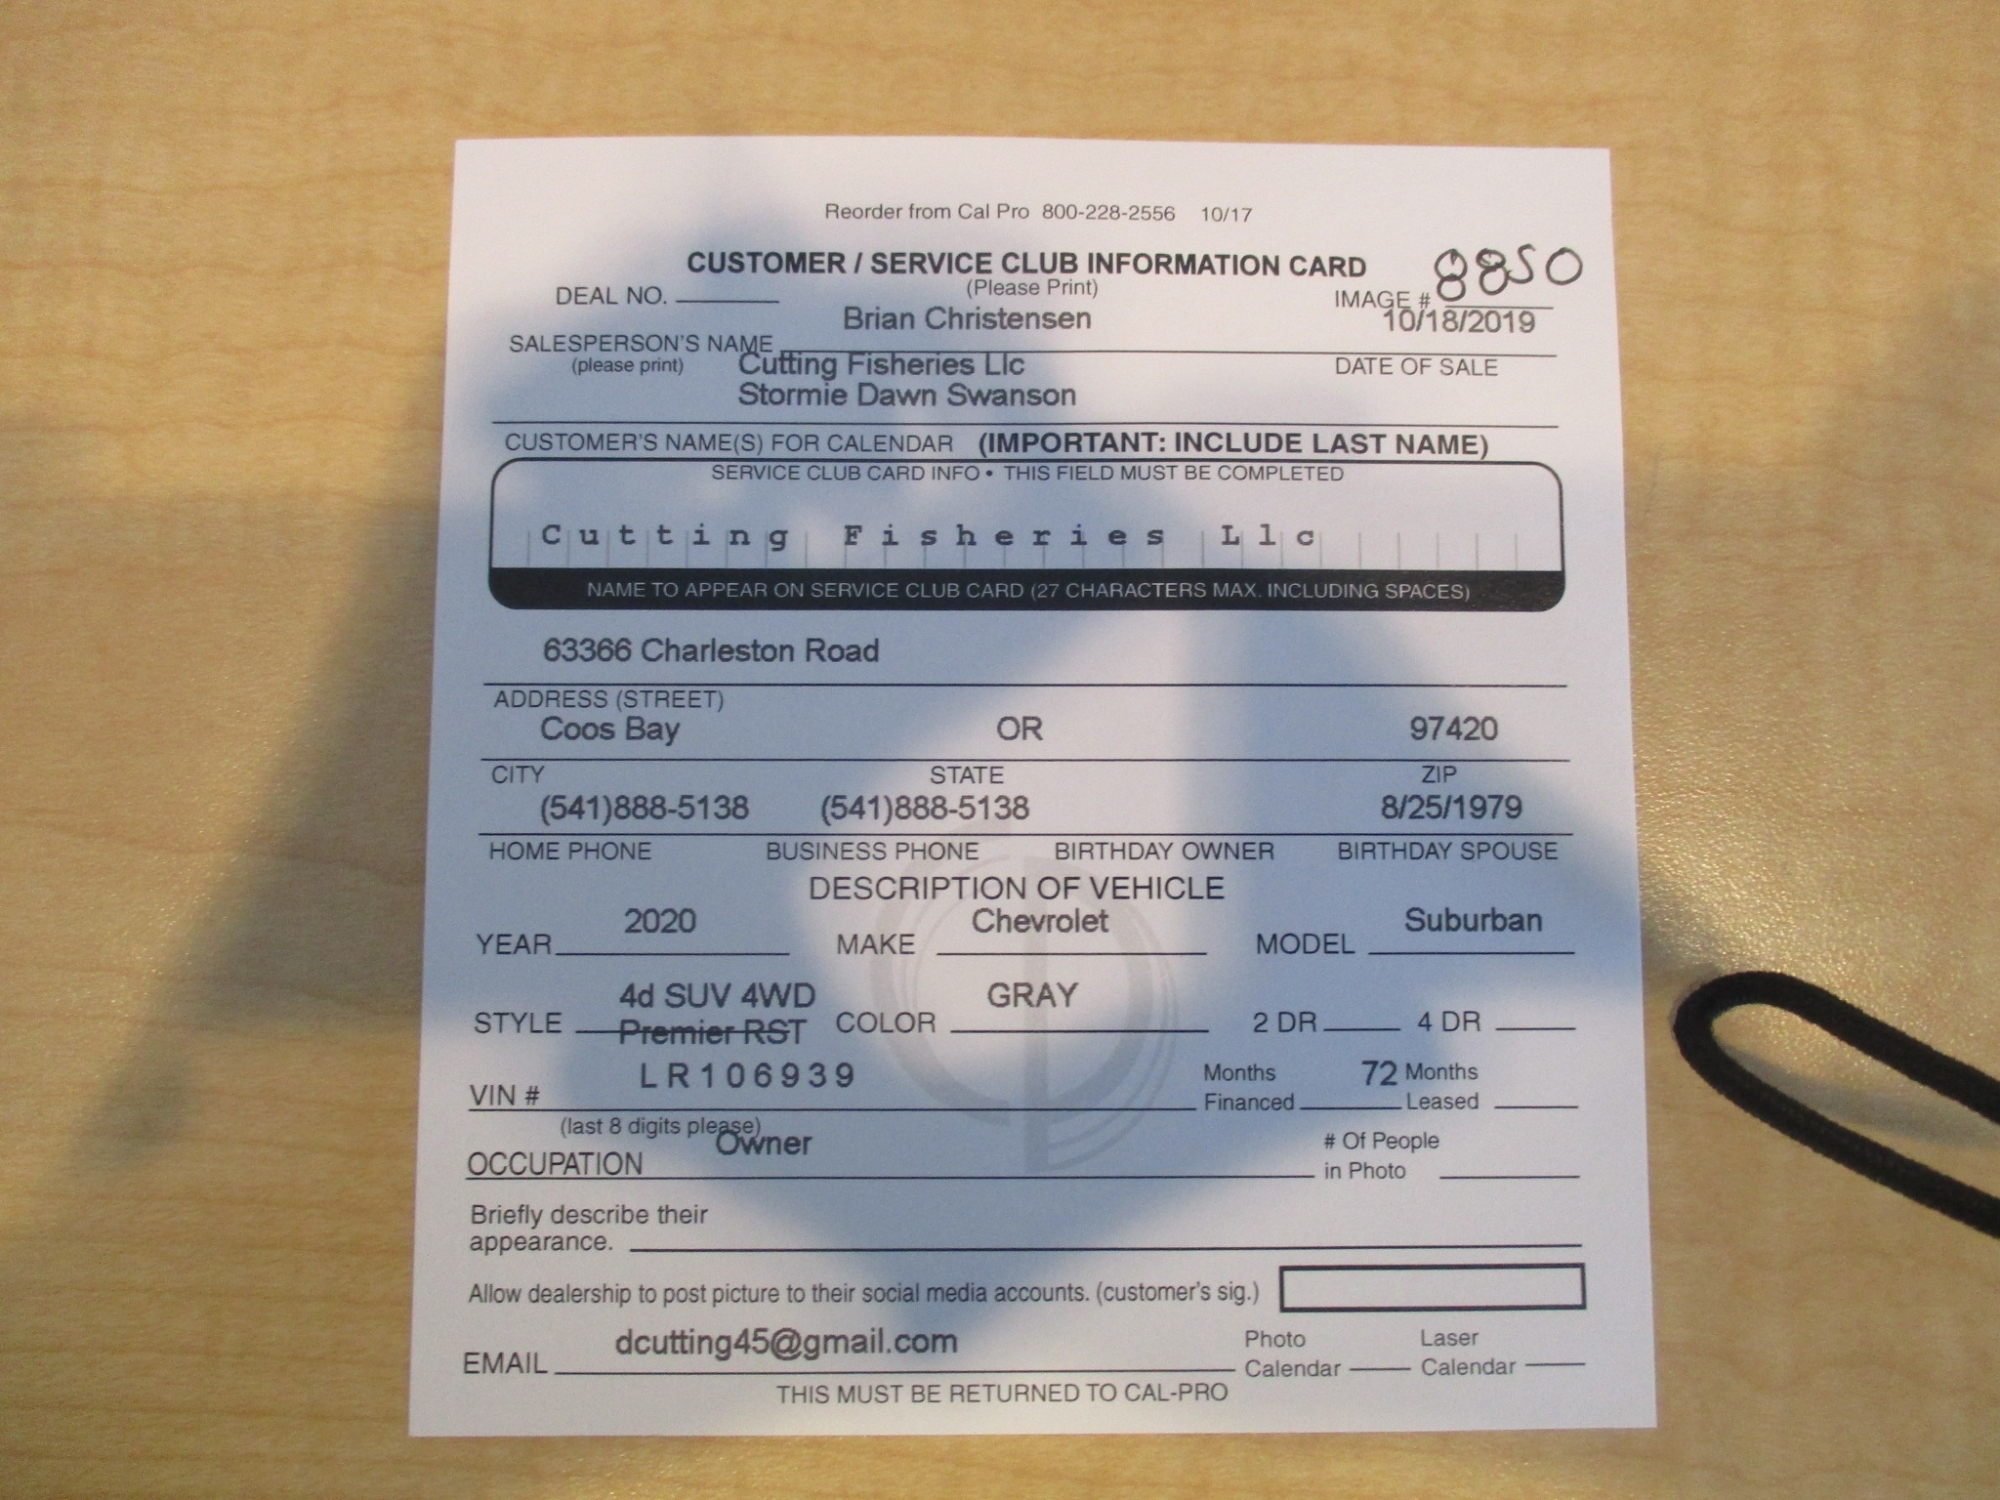 Reorder from Cal Pro 800-228-2556 10/17
CUSTOMER / SERVICE CLUB INFORMATION CARD
8850
DEAL NO.
(Please Print)
IMAGE #
Brian Christensen
10/18/2019
SALESPERSON'S NAME
(please print)
DATE OF SALE
Cutting Fisheries Llc
Stormie Dawn Swanson
CUSTOMER'S NAME(S) FOR CALENDAR (IMPORTANT: INCLUDE LAST NAME)
SERVICE CLUB CARD INFO • THIS FIELD MUST BE COMPLETED
Cutting Fisheries Llc
NAME TO APPEAR ON SERVICE CLUB CARD (27 CHARACTERS MAX. INCLUDING SPACES)
63366 Charleston Road
ADDRESS (STREET)
Coos Bay OR 97420
CITY STATE ZIP
(541)888-5138 (541)888-5138 8/25/1979
HOME PHONE BUSINESS PHONE BIRTHDAY OWNER BIRTHDAY SPOUSE
DESCRIPTION OF VEHICLE
2020 Chevrolet Suburban
YEAR MAKE MODEL
4d SUV 4WD GRAY
STYLE Premier RST COLOR 2 DR 4 DR
LR106939
VIN #
Months Financed 72 Months Leased
(last 8 digits please)
Owner
OCCUPATION
# Of People
in Photo
Briefly describe their
appearance.
Allow dealership to post picture to their social media accounts. (customer's sig.)
dcutting45@gmail.com
EMAIL
Photo Calendar Laser Calendar
THIS MUST BE RETURNED TO CAL-PRO